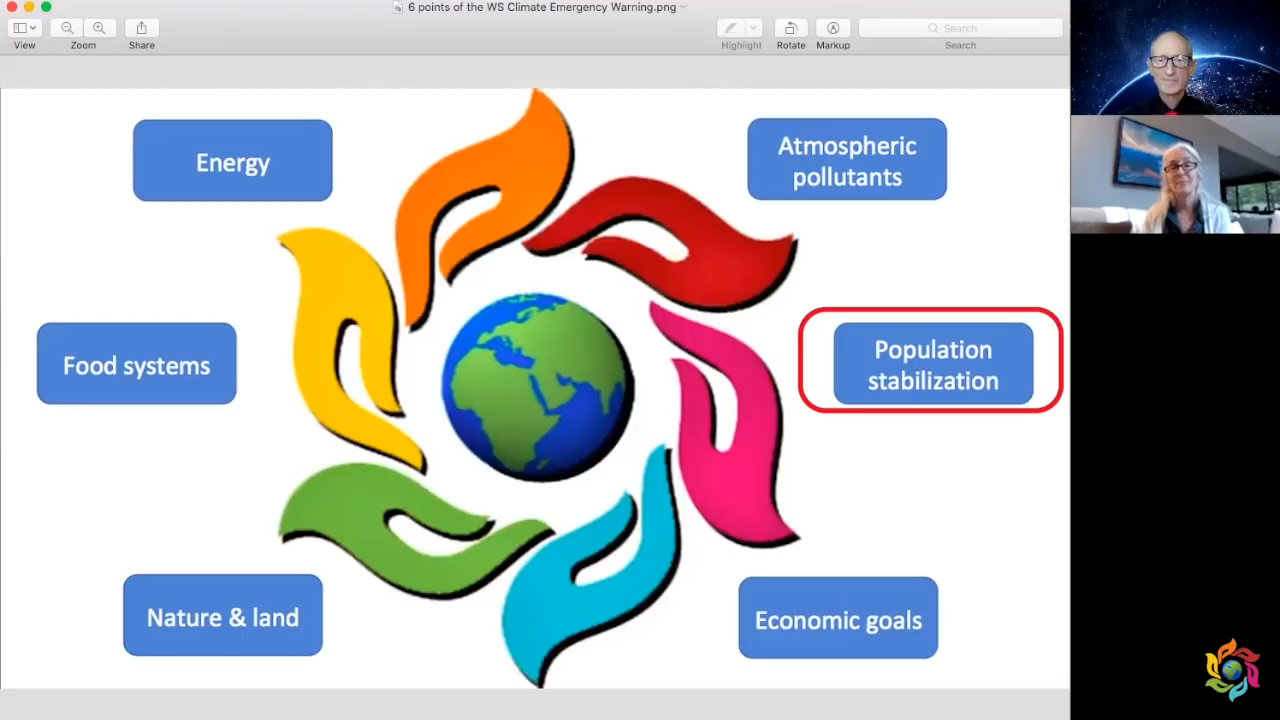 6 points of the WS Climate Emergency Warning.png
View
Zoom
Share
Highlight
Rotate
Markup
Search
Search
Energy
Atmospheric
pollutants
Food systems
Population
stabilization
Nature & land
Economic goals